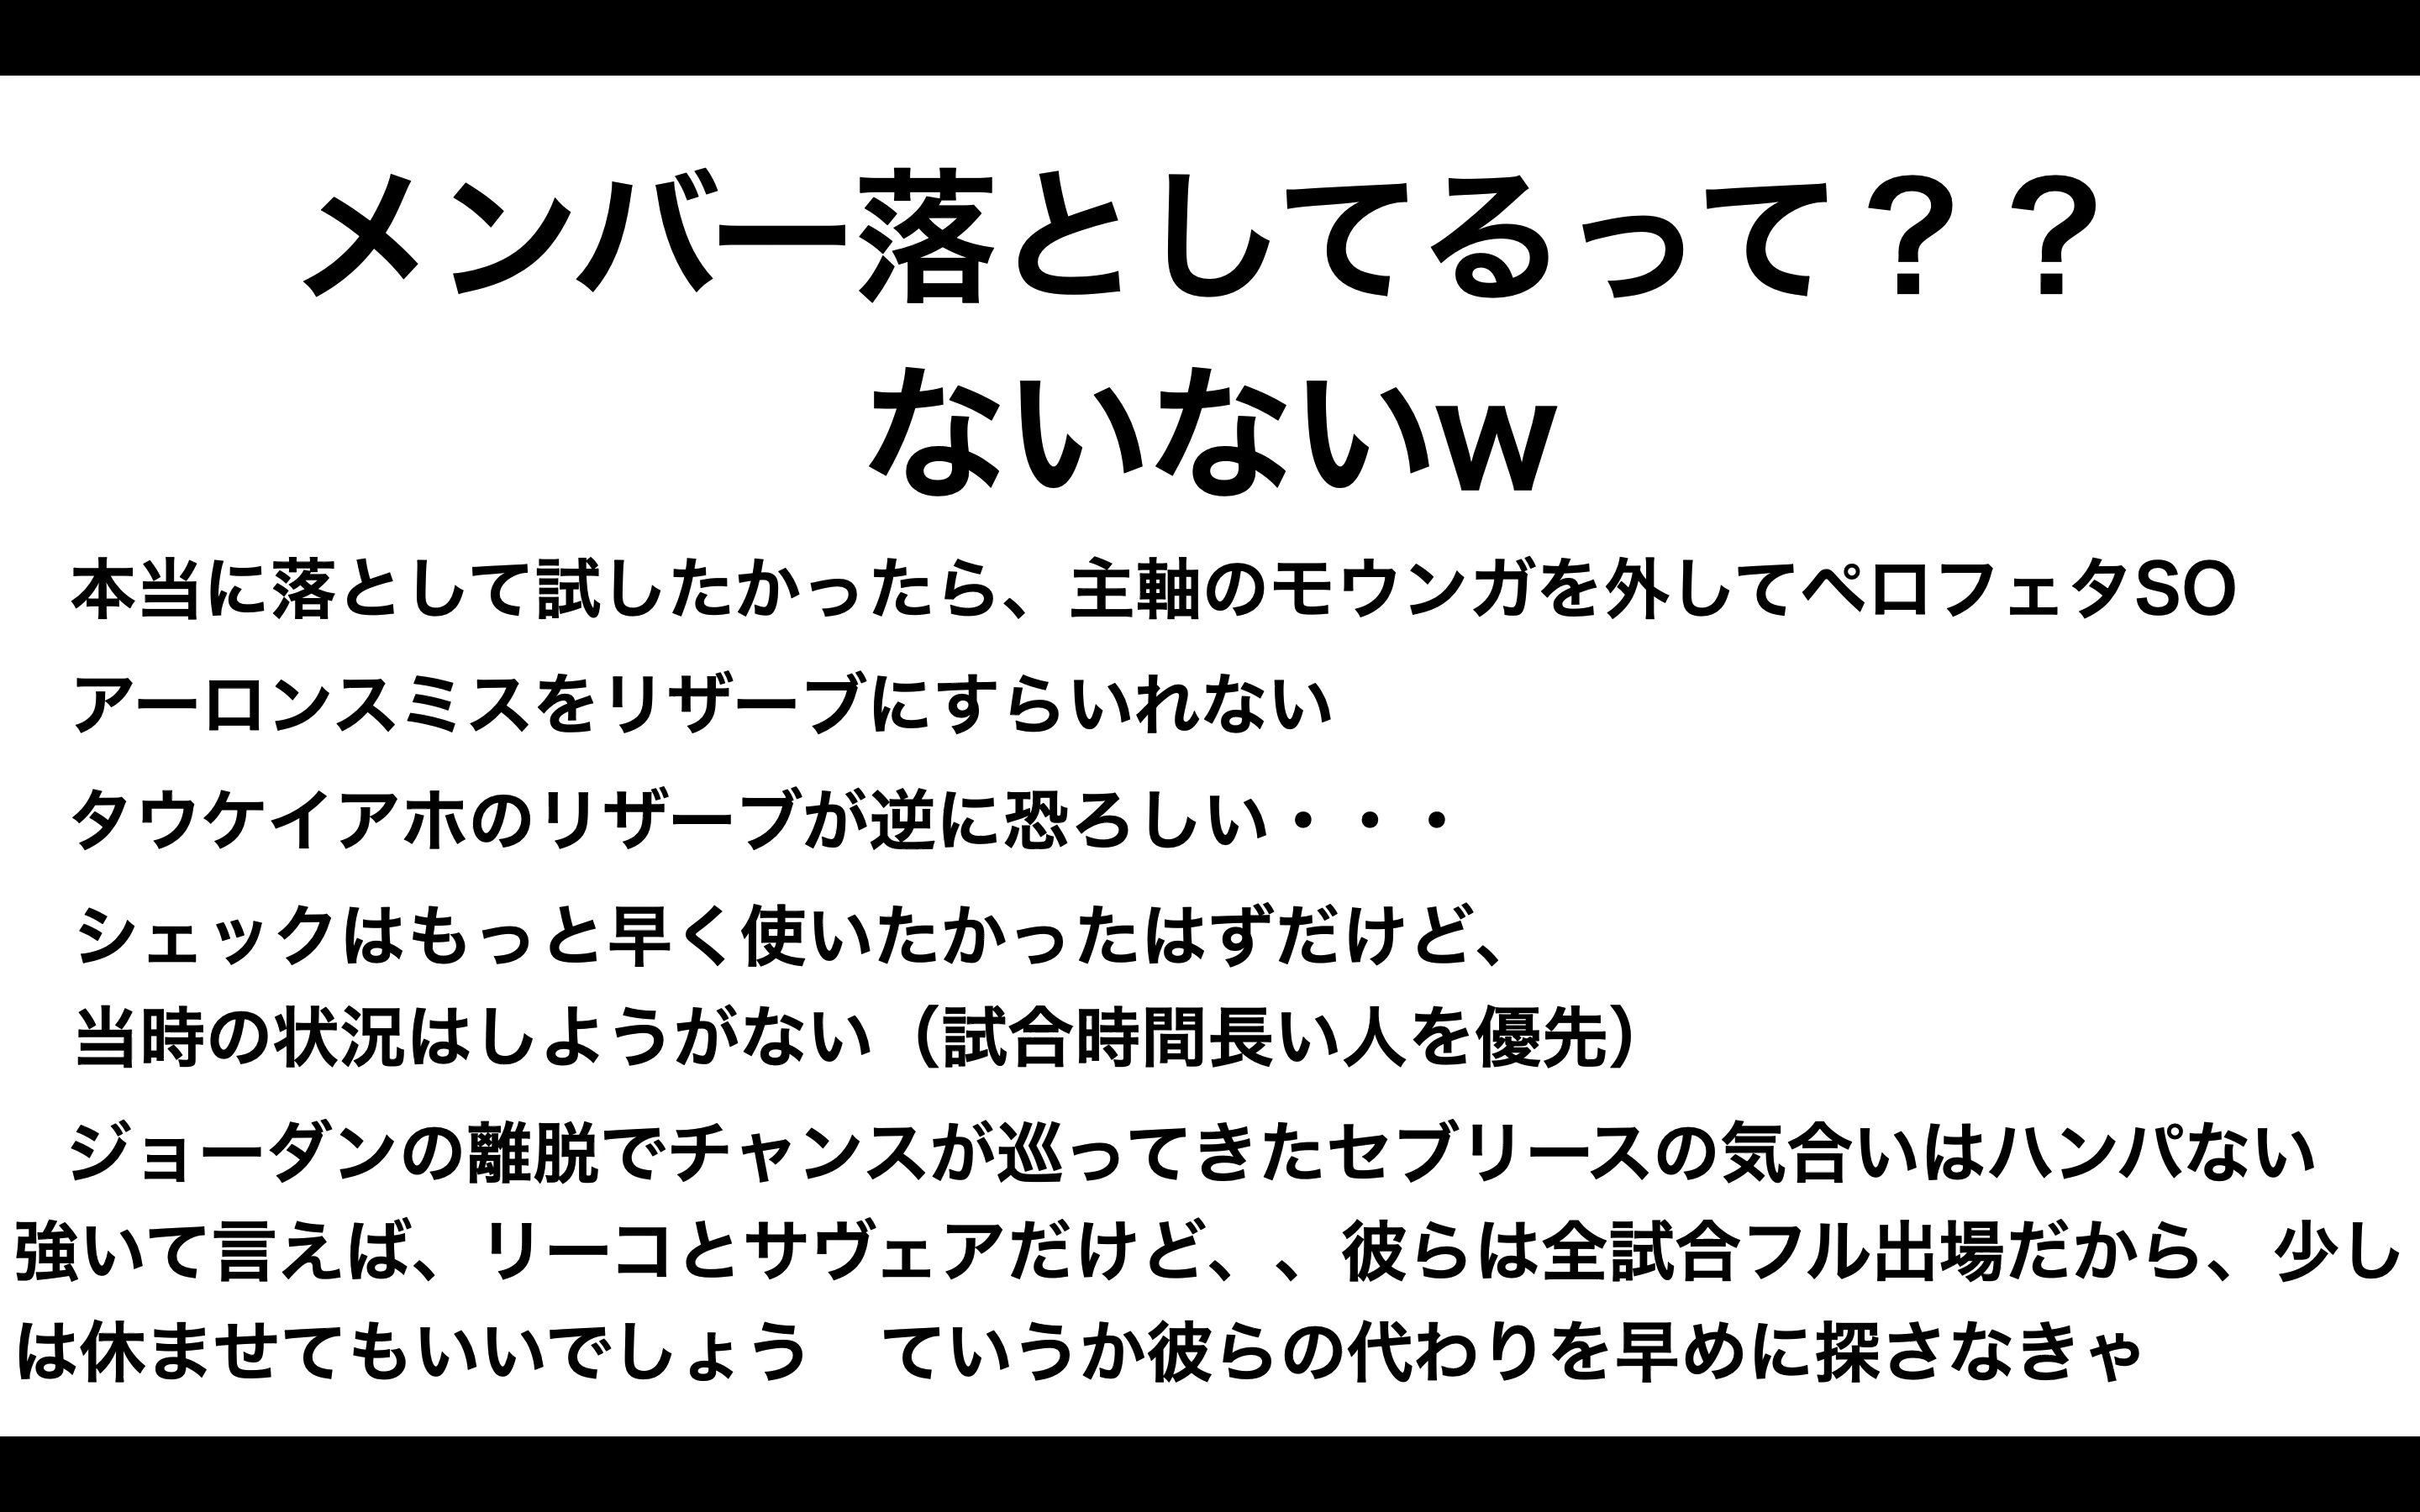 メンバー落としてるって？？
ないないw
本当に落として試したかったら、主軸のモウンガを外してペロフェタSO
アーロンスミスをリザーブにすらいれない
タウケイアホのリザーブが逆に恐ろしい・・・
シェックはもっと早く使いたかったはずだけど、
当時の状況はしようがない（試合時間長い人を優先）
ジョーダンの離脱でチャンスが巡ってきたセブリースの気合いはハンパない
強いて言えば、リーコとサヴェアだけど、、彼らは全試合フル出場だから、少し
は休ませてもいいでしょう　ていうか彼らの代わりを早めに探さなきゃ